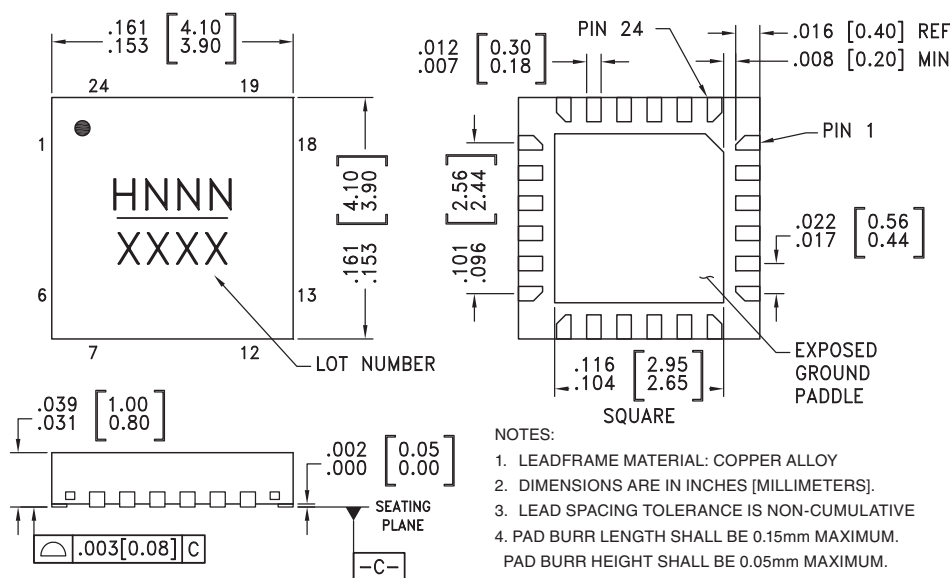 .161 [4.10]
.153 [3.90]
24
19
1
18
HNNN
XXXX
6
13
7
12
LOT NUMBER
.161 [4.10]
.153 [3.90]
.012 [0.30]
.007 [0.18]
PIN 24
.016 [0.40] REF
.008 [0.20] MIN
PIN 1
.101 [2.56]
.096 [2.44]
.022 [0.56]
.017 [0.44]
EXPOSED
GROUND
PADDLE
.116 [2.95]
.104 [2.65]
SQUARE
.039 [1.00]
.031 [0.80]
.002 [0.05]
.000 [0.00]
SEATING
PLANE
.003[0.08] C
-C-
NOTES:
1. LEADFRAME MATERIAL: COPPER ALLOY
2. DIMENSIONS ARE IN INCHES [MILLIMETERS].
3. LEAD SPACING TOLERANCE IS NON-CUMULATIVE
4. PAD BURR LENGTH SHALL BE 0.15mm MAXIMUM.
PAD BURR HEIGHT SHALL BE 0.05mm MAXIMUM.